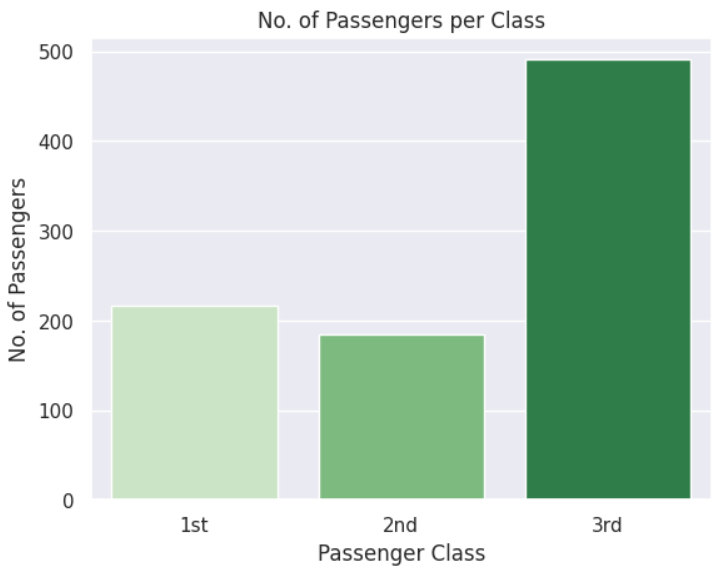 No. of Passengers per Class
No. of Passengers
500
400
300
200
100
0
1st 2nd 3rd
Passenger Class